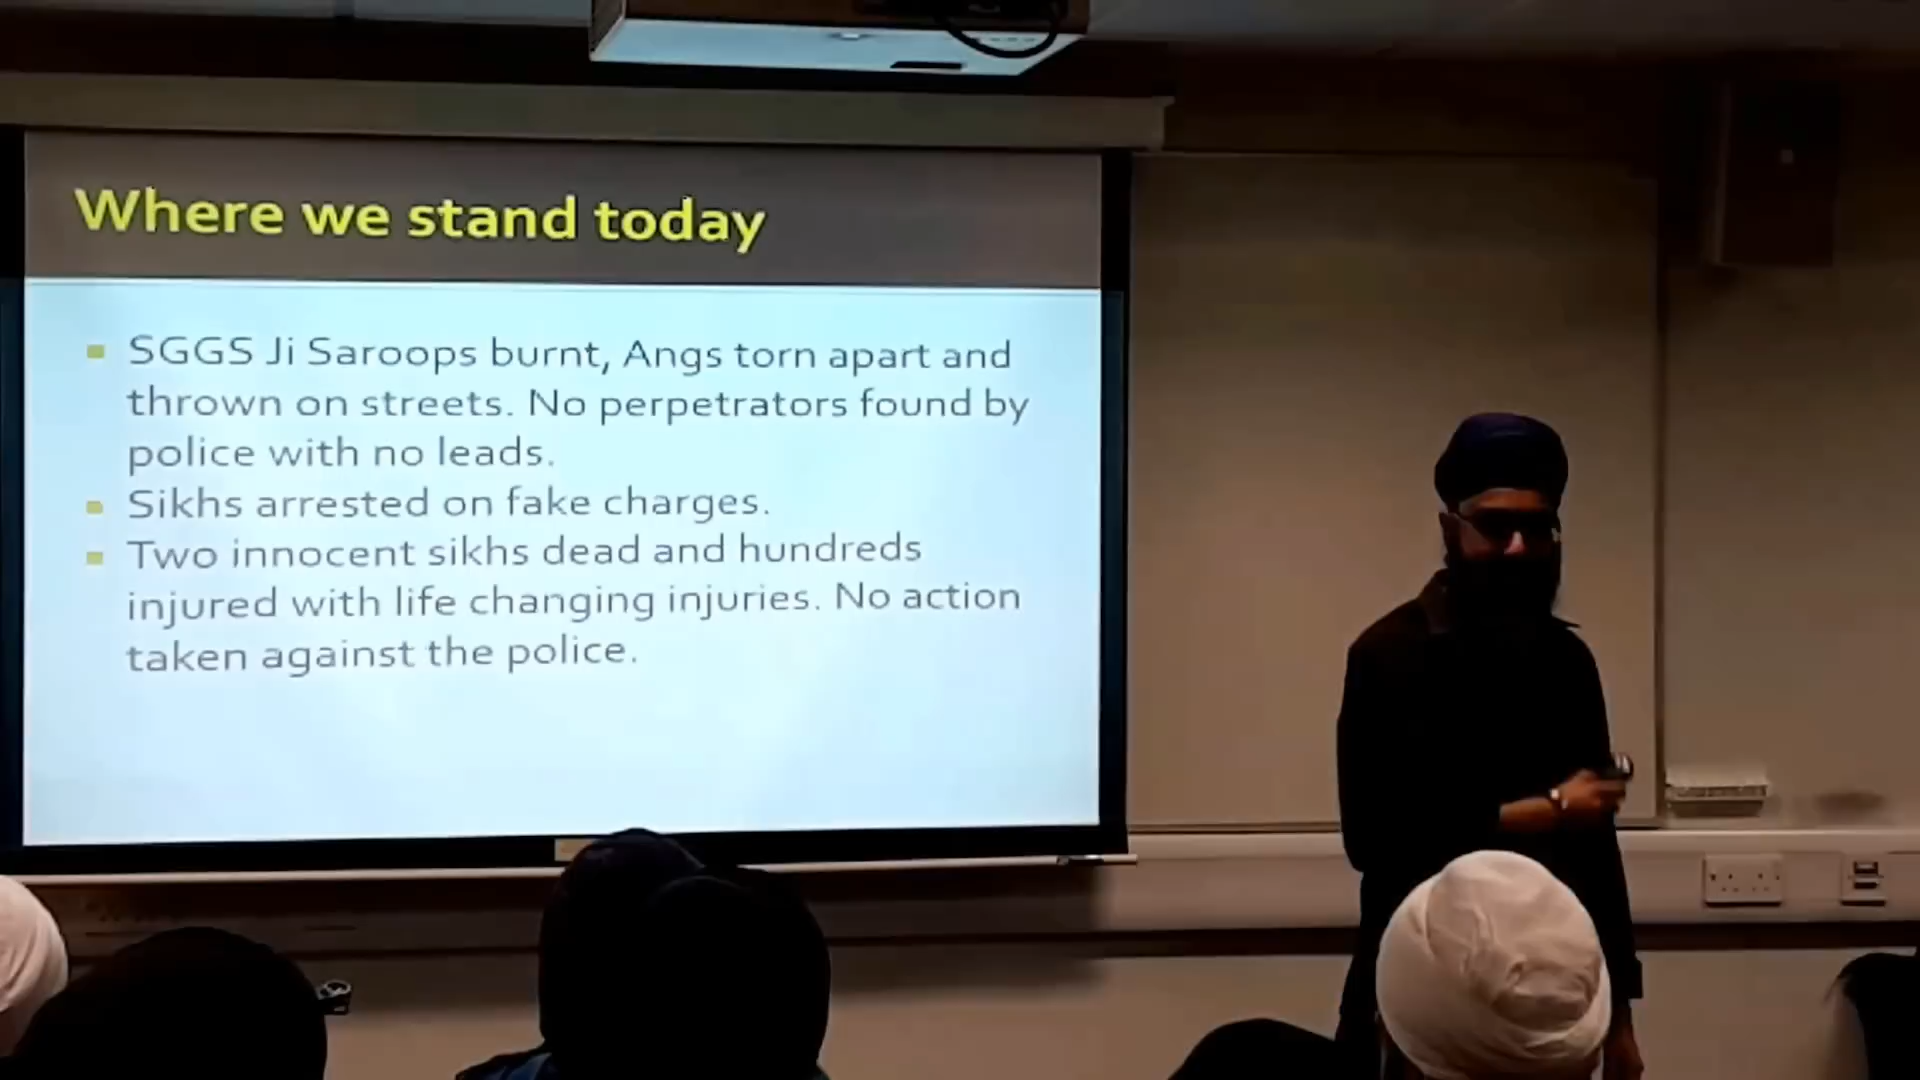 Where we stand today
SGGS Ji Saroops burnt, Angs torn apart and
thrown on streets. No perpetrators found by
police with no leads.
Sikhs arrested on fake charges.
Two innocent sikhs dead and hundreds
injured with life changing injuries. No action
taken against the police.